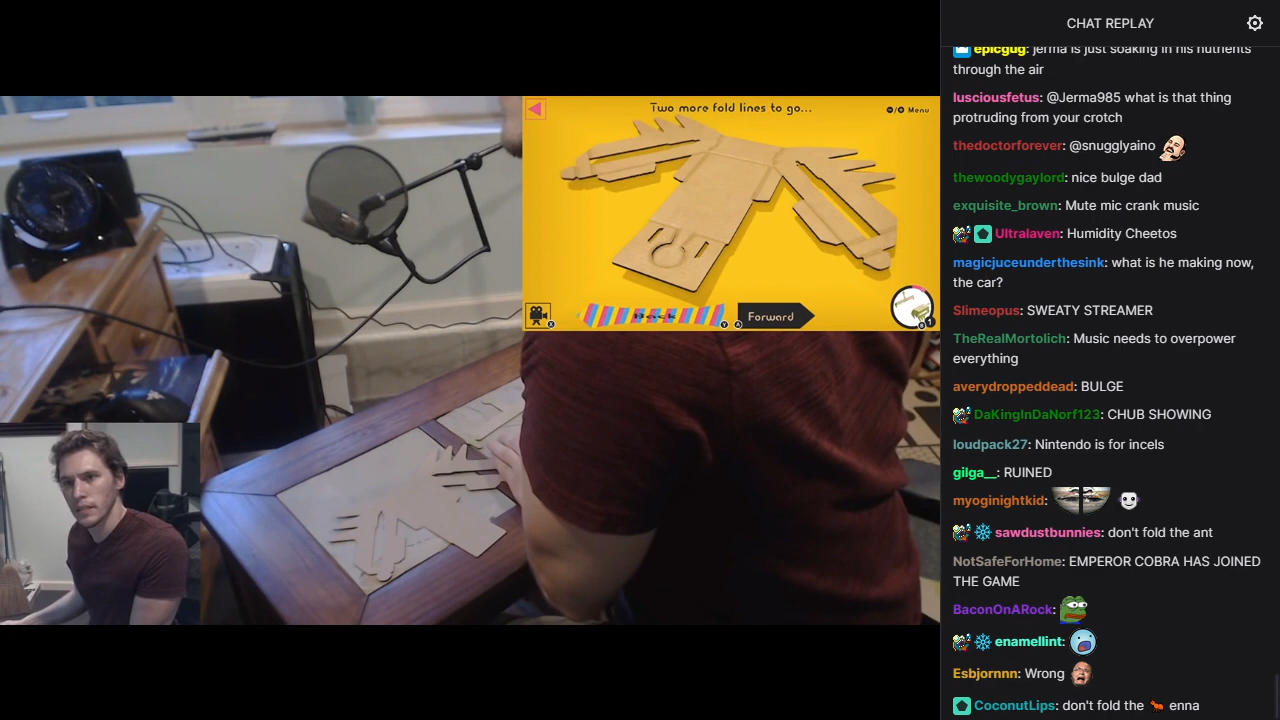 Two more fold lines to go...
-/+ Menu
Back
Forward
CHAT REPLAY
epicgug: jerma is just soaking in his nutrients
through the air
lusciousfetus: @Jerma985 what is that thing
protruding from your crotch
thedoctorforever: @snugglyaino
thewoodygaylord: nice bulge dad
exquisite_brown: Mute mic crank music
Ultralaven: Humidity Cheetos
magicjuceunderthesink: what is he making now,
the car?
Slimeopus: SWEATY STREAMER
TheRealMortolich: Music needs to overpower
everything
averydroppeddead: BULGE
DaKingInDaNorf123: CHUB SHOWING
loudpack27: Nintendo is for incels
gilga__: RUINED
myoginightkid:
sawdustbunnies: don't fold the ant
NotSafeForHome: EMPEROR COBRA HAS JOINED
THE GAME
BaconOnARock:
enamellint:
Esbjornnn: Wrong
CoconutLips: don't fold the 🐜 enna